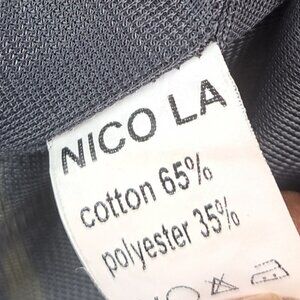 NICO LA
cotton 65%
polyester 35%